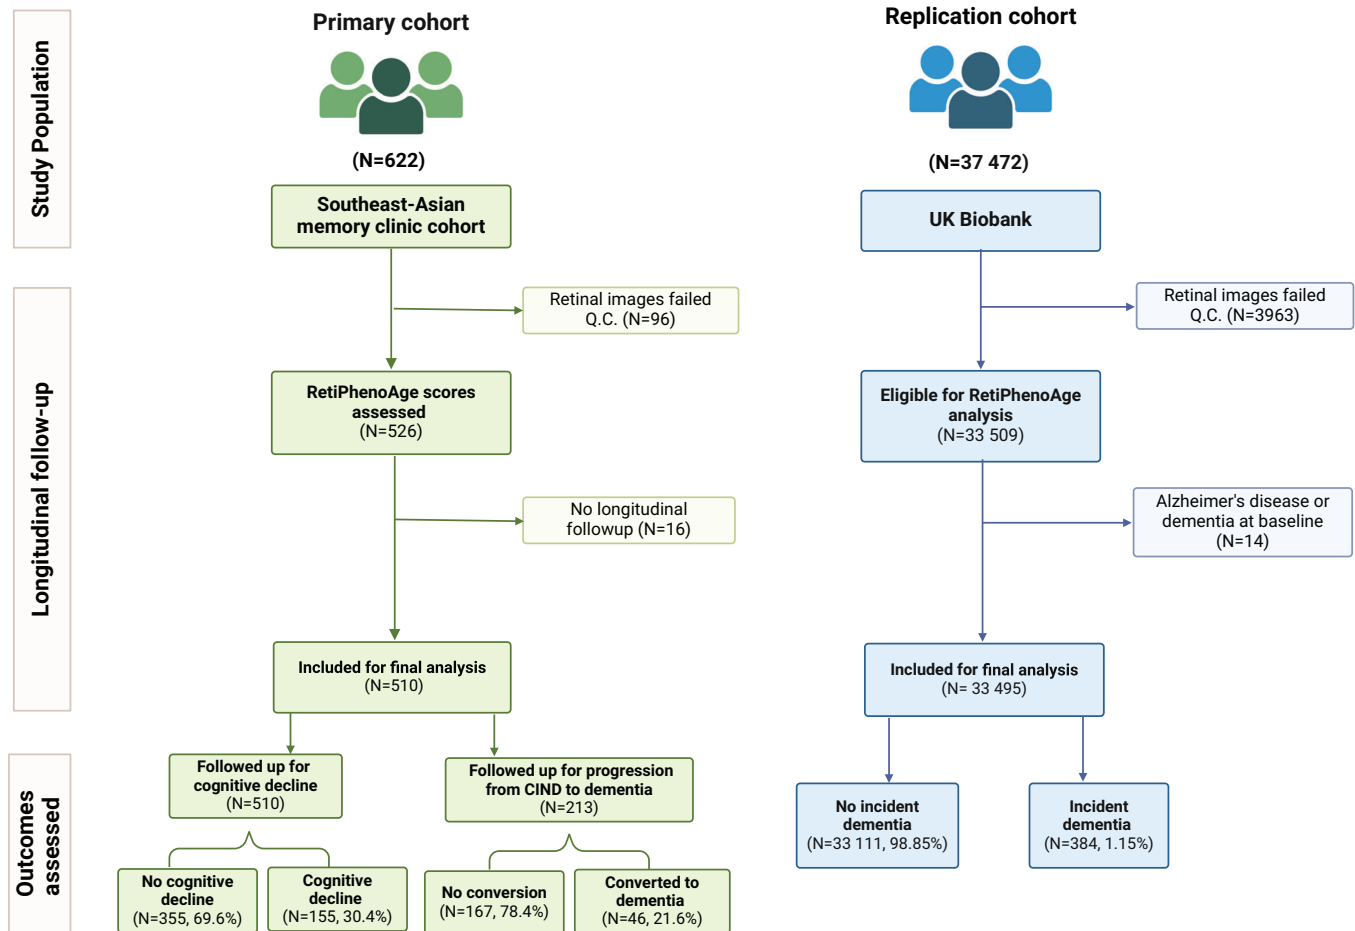 Study Population
Primary cohort
(N=622)
Southeast-Asian
memory clinic cohort
Replication cohort
(N=37 472)
UK Biobank
Longitudinal follow-up
Retinal images failed
Q.C. (N=96)
RetiPhenoAge scores
assessed
(N=526)
No longitudinal
followup (N=16)
Included for final analysis
(N=510)
Retinal images failed
Q.C. (N=3963)
Eligible for RetiPhenoAge
analysis
(N=33 509)
Alzheimer's disease or
dementia at baseline
(N=14)
Included for final analysis
(N= 33 495)
Outcomes
assessed
Followed up for
cognitive decline
(N=510)
Followed up for progression
from CIND to dementia
(N=213)
No cognitive
decline
(N=355, 69.6%)
Cognitive
decline
(N=155, 30.4%)
No conversion
(N=167, 78.4%)
Converted to
dementia
(N=46, 21.6%)
No incident
dementia
(N=33 111, 98.85%)
Incident
dementia
(N=384, 1.15%)